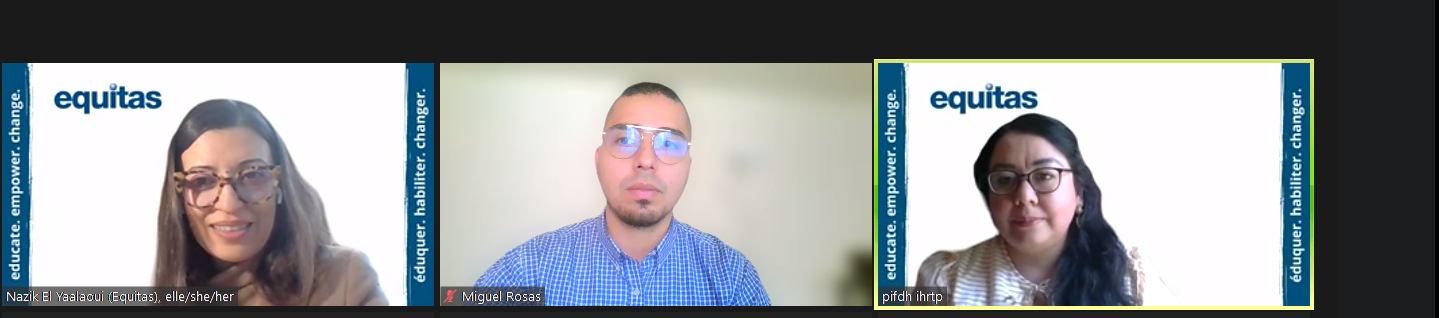 equitas
educate. empower. change.
éduquer. habiliter. changer.
Nazik El Yaalaoui (Equitas), elle/she/her
Miguel Rosas
equitas
educate. empower. change.
éduquer. habiliter. changer.
pifdh ihrtp